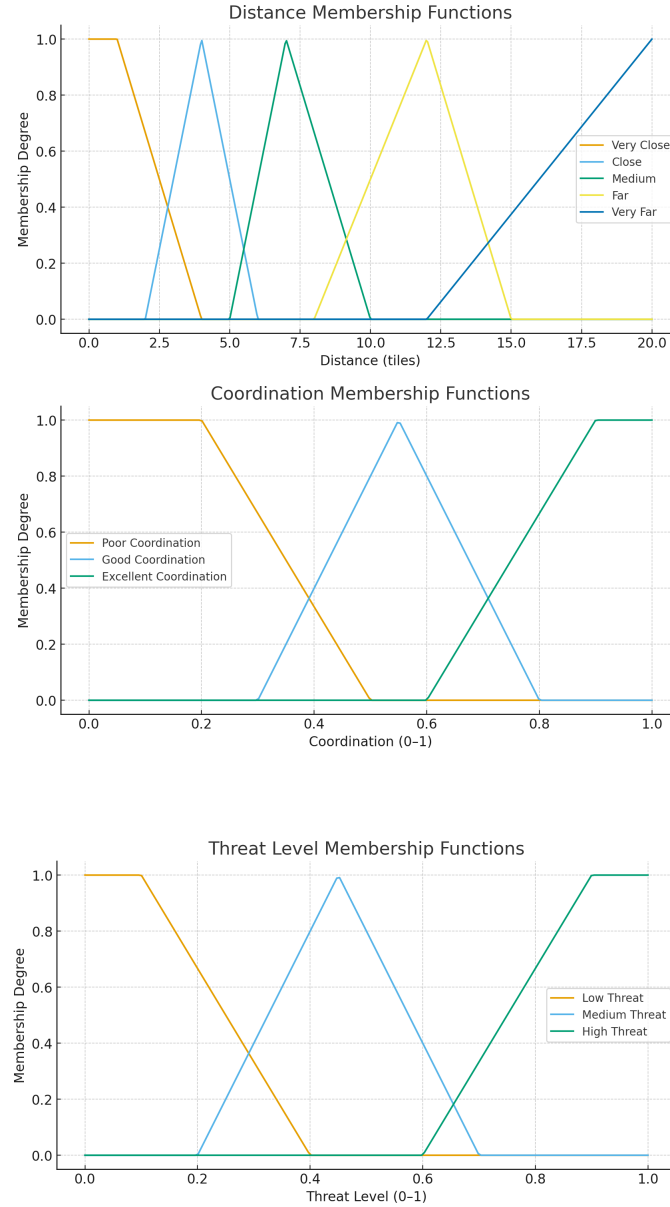 Distance Membership Functions
1.0
0.8
0.6
0.4
0.2
0.0
Membership Degree
Very Close
Close
Medium
Far
Very Far
0.0 2.5 5.0 7.5 10.0 12.5 15.0 17.5 20.0
Distance (tiles)
Coordination Membership Functions
1.0
0.8
0.6
0.4
0.2
0.0
Membership Degree
Poor Coordination
Good Coordination
Excellent Coordination
0.0 0.2 0.4 0.6 0.8 1.0
Coordination (0–1)
Threat Level Membership Functions
1.0
0.8
0.6
0.4
0.2
0.0
Membership Degree
Low Threat
Medium Threat
High Threat
0.0 0.2 0.4 0.6 0.8 1.0
Threat Level (0–1)